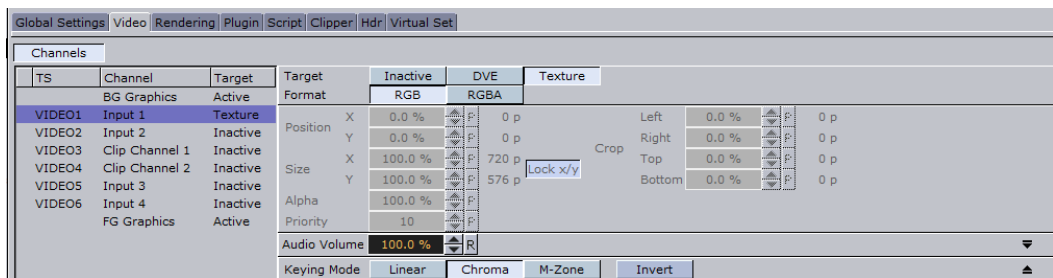 Global Settings Video Rendering Plugin Script Clipper Hdr Virtual Set
Channels
TS Channel Target
BG Graphics Active
VIDEO1 Input 1 Texture
VIDEO2 Input 2 Inactive
VIDEO3 Clip Channel 1 Inactive
VIDEO4 Clip Channel 2 Inactive
VIDEO5 Input 3 Inactive
VIDEO6 Input 4 Inactive
FG Graphics Active
Target Inactive DVE Texture
Format RGB RGBA
Position X 0.0 % P 0 p
Y 0.0 % P 0 p
Size X 100.0 % P 720 p
Y 100.0 % P 576 p
Lock x/y
Crop Left 0.0 % P 0 p
Right 0.0 % P 0 p
Top 0.0 % P 0 p
Bottom 0.0 % P 0 p
Alpha 100.0 % P
Priority 10 P
Audio Volume 100.0 % R
Keying Mode Linear Chroma M-Zone Invert